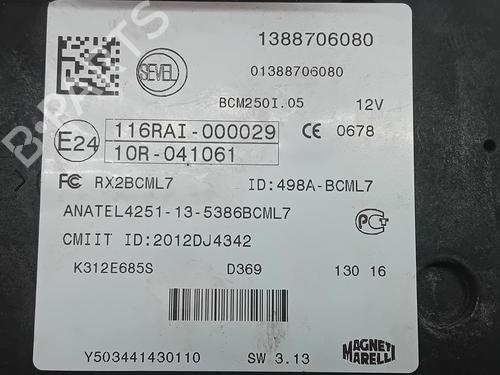 1388706080
SEVEL
01388706080
BCM250I.05 12V
E24
116RAI-000029
10R-041061
CE 0678
FC RX2BCML7 ID:498A-BCML7
ANATEL4251-13-5386BCML7
CMIIT ID:2012DJ4342
K312E685S D369 130 16
Y503441430110 SW 3.13
MAGNETI
MARELLI
B-PARTS